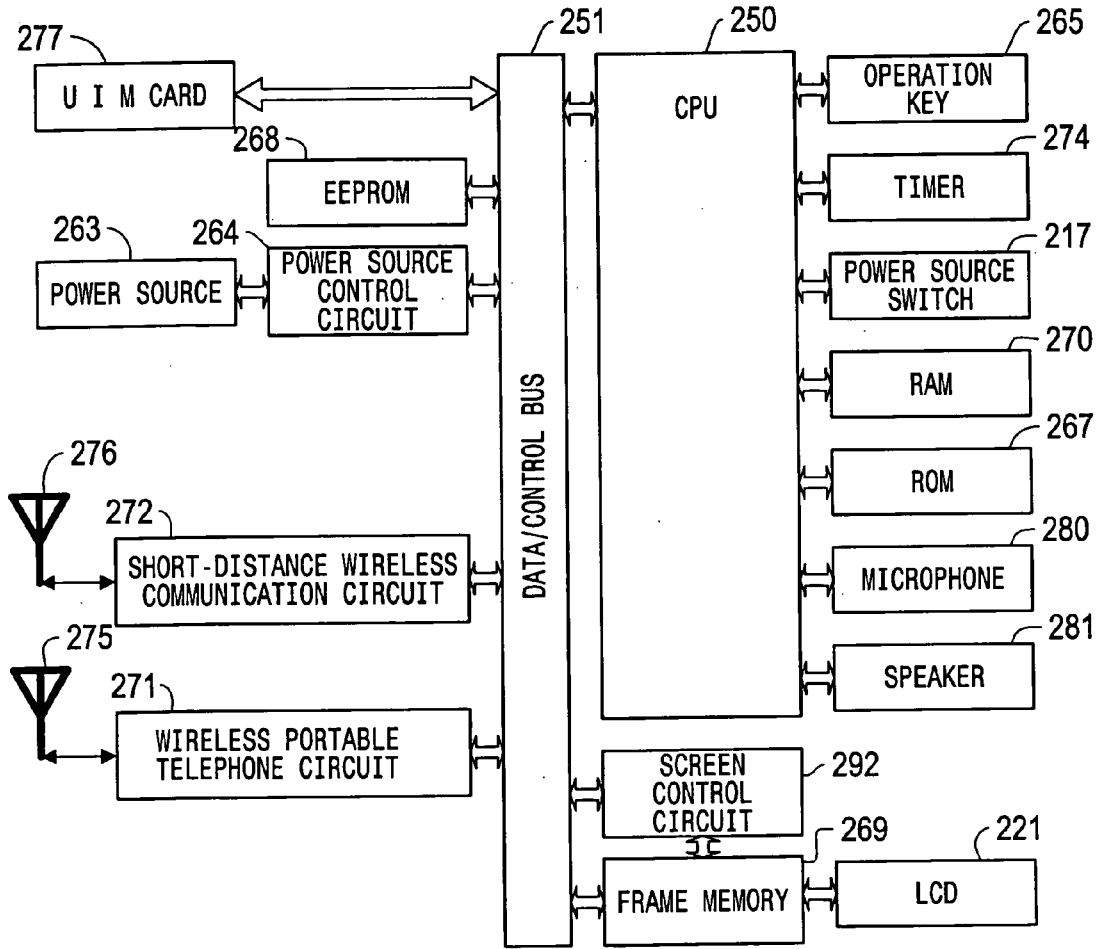 251
250
265
277
U I M CARD
CPU
OPERATION
KEY
268
274
EEPROM
TIMER
263
264
217
POWER SOURCE
POWER SOURCE
CONTROL
CIRCUIT
POWER SOURCE
SWITCH
270
RAM
DATA/CONTROL BUS
267
ROM
276
272
280
SHORT-DISTANCE WIRELESS
COMMUNICATION CIRCUIT
MICROPHONE
275
281
271
SPEAKER
WIRELESS PORTABLE
TELEPHONE CIRCUIT
SCREEN
CONTROL
CIRCUIT
292
269
221
FRAME MEMORY
LCD